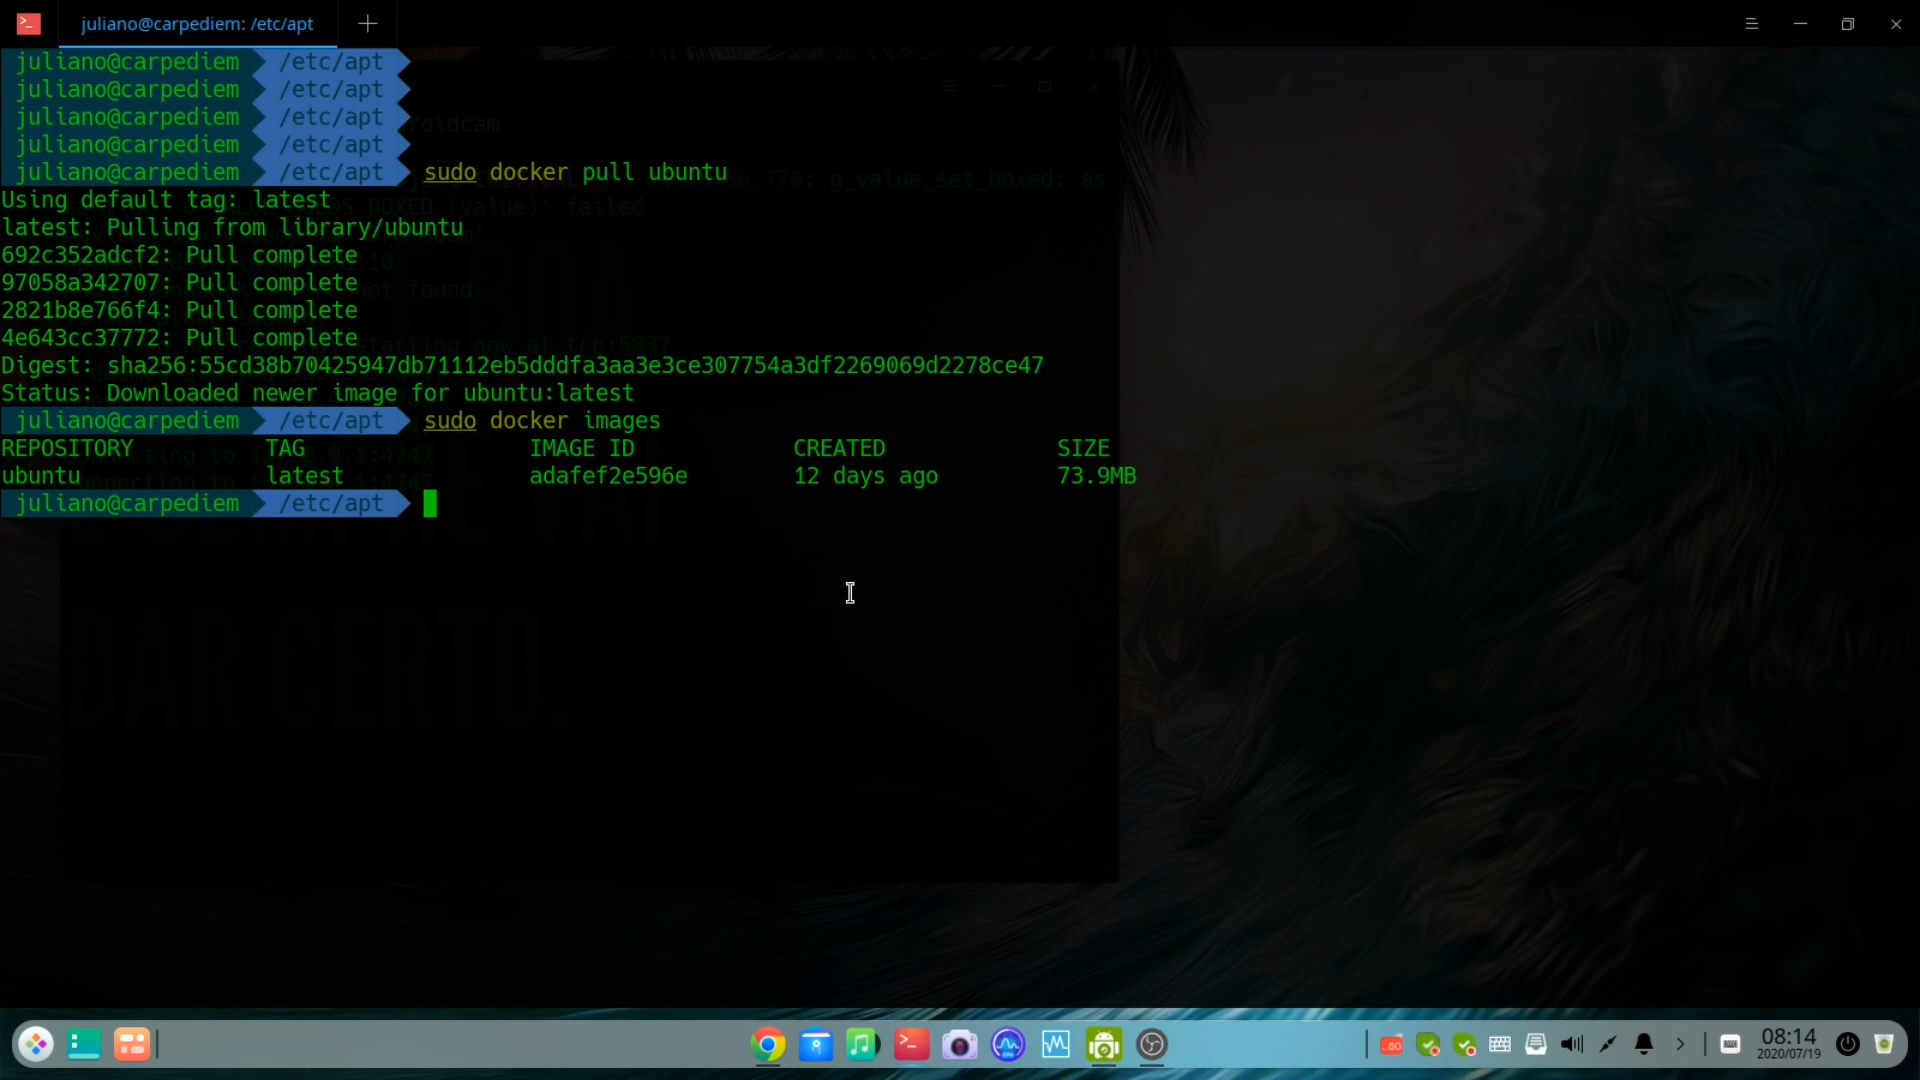 juliano@carpediem: /etc/apt
juliano@carpediem /etc/apt
juliano@carpediem /etc/apt
juliano@carpediem /etc/apt
juliano@carpediem /etc/apt
juliano@carpediem /etc/apt sudo docker pull ubuntu
Using default tag: latest
latest: Pulling from library/ubuntu
692c352adcf2: Pull complete
97058a342707: Pull complete
2821b8e766f4: Pull complete
4e643cc37772: Pull complete
Digest: sha256:55cd38b70425947db71112eb5dddfa3aa3e3ce307754a3df2269069d2278ce47
Status: Downloaded newer image for ubuntu:latest
juliano@carpediem /etc/apt sudo docker images
REPOSITORY TAG IMAGE ID CREATED SIZE
ubuntu latest adafef2e596e 12 days ago 73.9MB
juliano@carpediem /etc/apt
DAR CERTO
08:14
2020/07/19